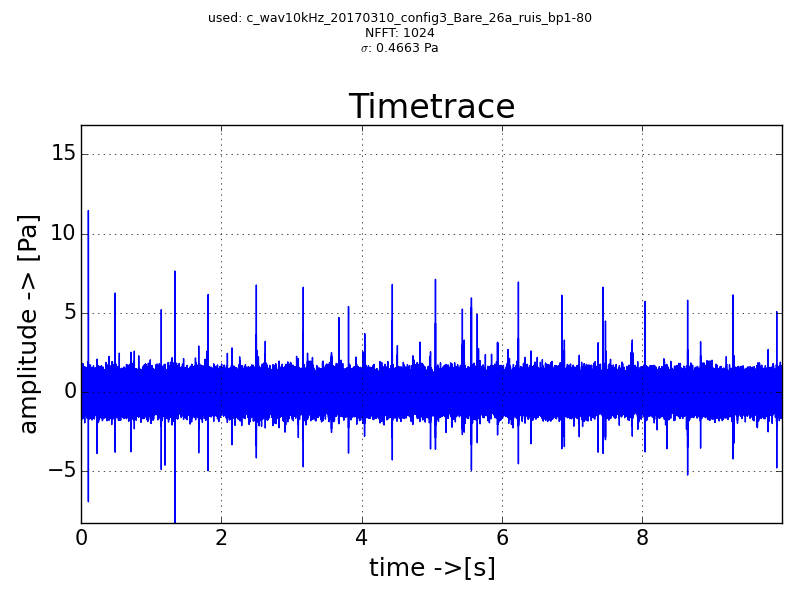 used: c_wav10kHz_20170310_config3_Bare_26a_ruis_bp1-80
NFFT: 1024
σ: 0.4663 Pa
Timetrace
15
10
5
0
−5
amplitude -> [Pa]
0 2 4 6 8
time ->[s]